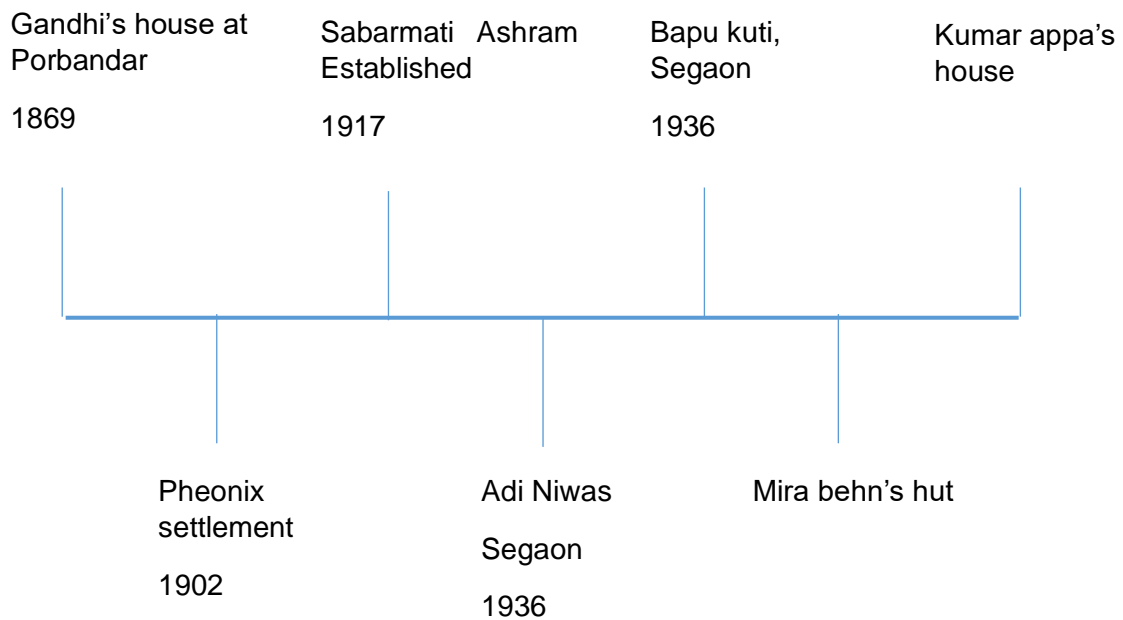 Gandhi’s house at
Porbandar
1869
Sabarmati Ashram
Established
1917
Bapu kuti,
Segaon
1936
Kumar appa’s
house
Pheonix
settlement
1902
Adi Niwas
Segaon
1936
Mira behn’s hut